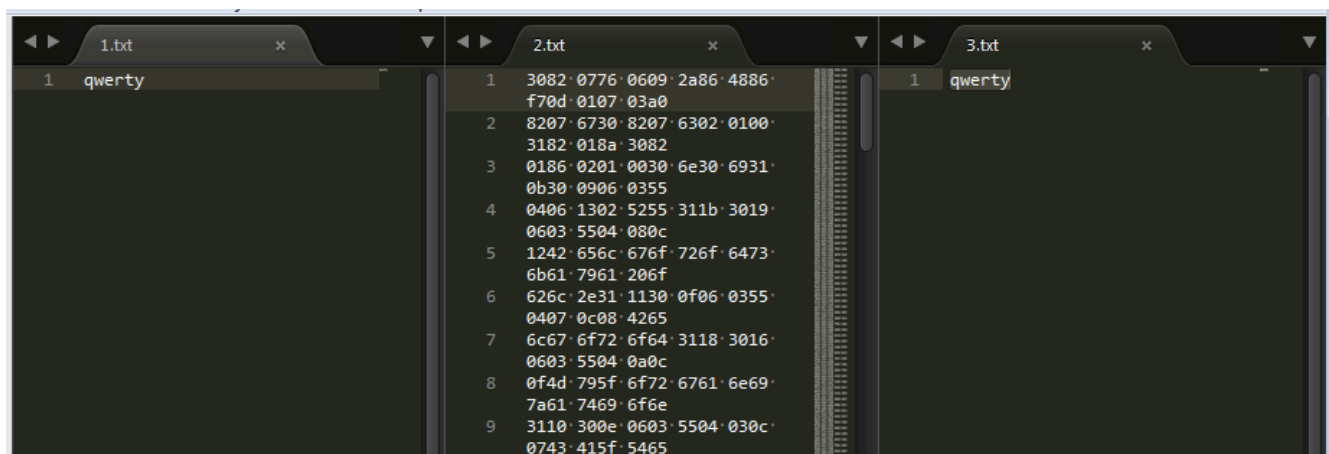 1.txt
1 qwerty
2.txt
1 3082 0776 0609 2a86 4886
f70d 0107 03a0
2 8207 6730 8207 6302 0100
3182 018a 3082
3 0186 0201 0030 6e30 6931
0b30 0906 0355
4 0406 1302 5255 311b 3019
0603 5504 080c
5 1242 656c 676f 726f 6473
6b61 7961 206f
6 626c 2e31 1130 0f06 0355
0407 0c08 4265
7 6c67 6f72 6f64 3118 3016
0603 5504 0a0c
8 0f4d 795f 6f72 6761 6e69
7a61 7469 6f6e
9 3110 300e 0603 5504 030c
0743 415f 5465
3.txt
1 qwerty